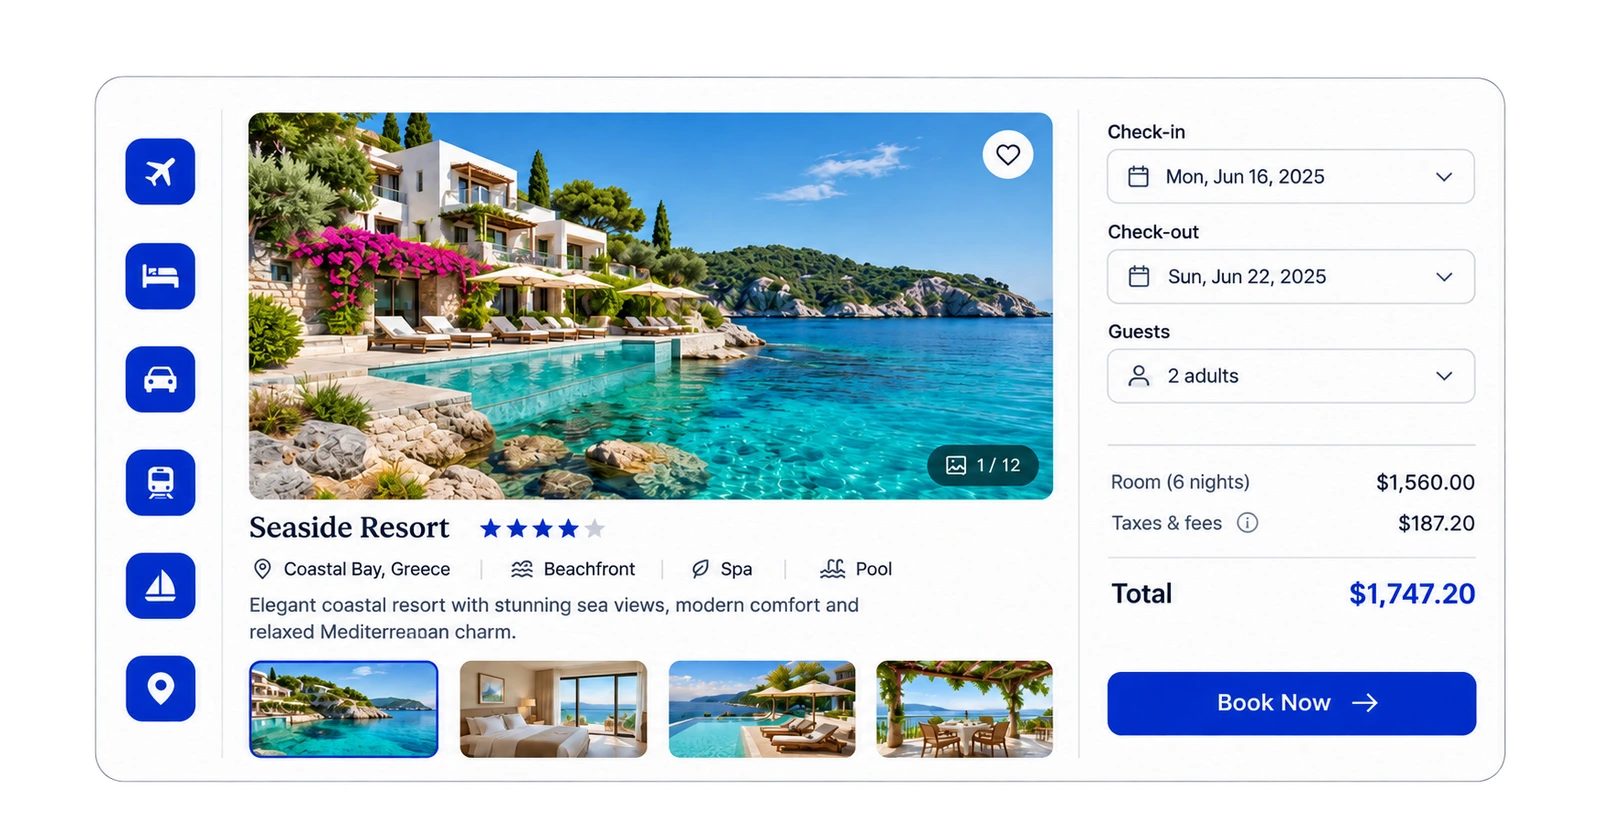 1 / 12
Seaside Resort
Coastal Bay, Greece
Beachfront
Spa
Pool
Elegant coastal resort with stunning sea views, modern comfort and
relaxed Mediterreanan charm.
Check-in
Mon, Jun 16, 2025
Check-out
Sun, Jun 22, 2025
Guests
2 adults
Room (6 nights) $1,560.00
Taxes & fees $187.20
Total $1,747.20
Book Now